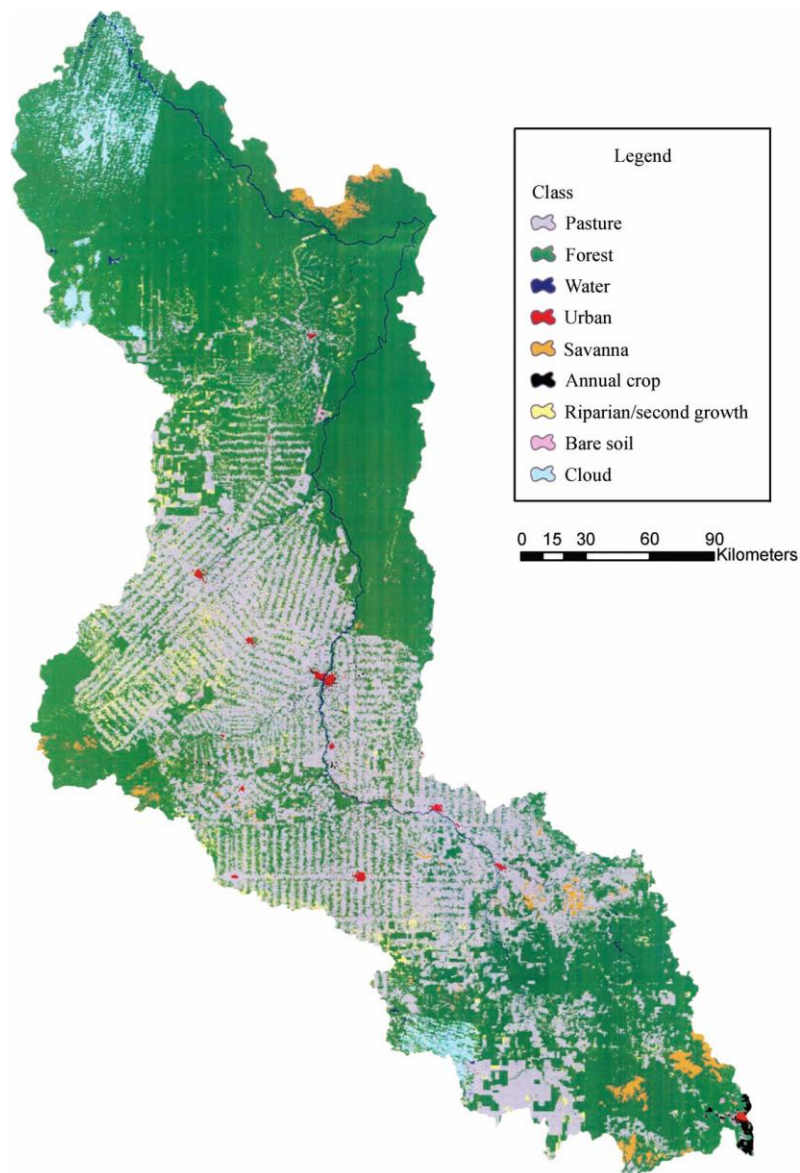 Legend
Class
Pasture
Forest
Water
Urban
Savanna
Annual crop
Riparian/second growth
Bare soil
Cloud
0 15 30 60 90
Kilometers